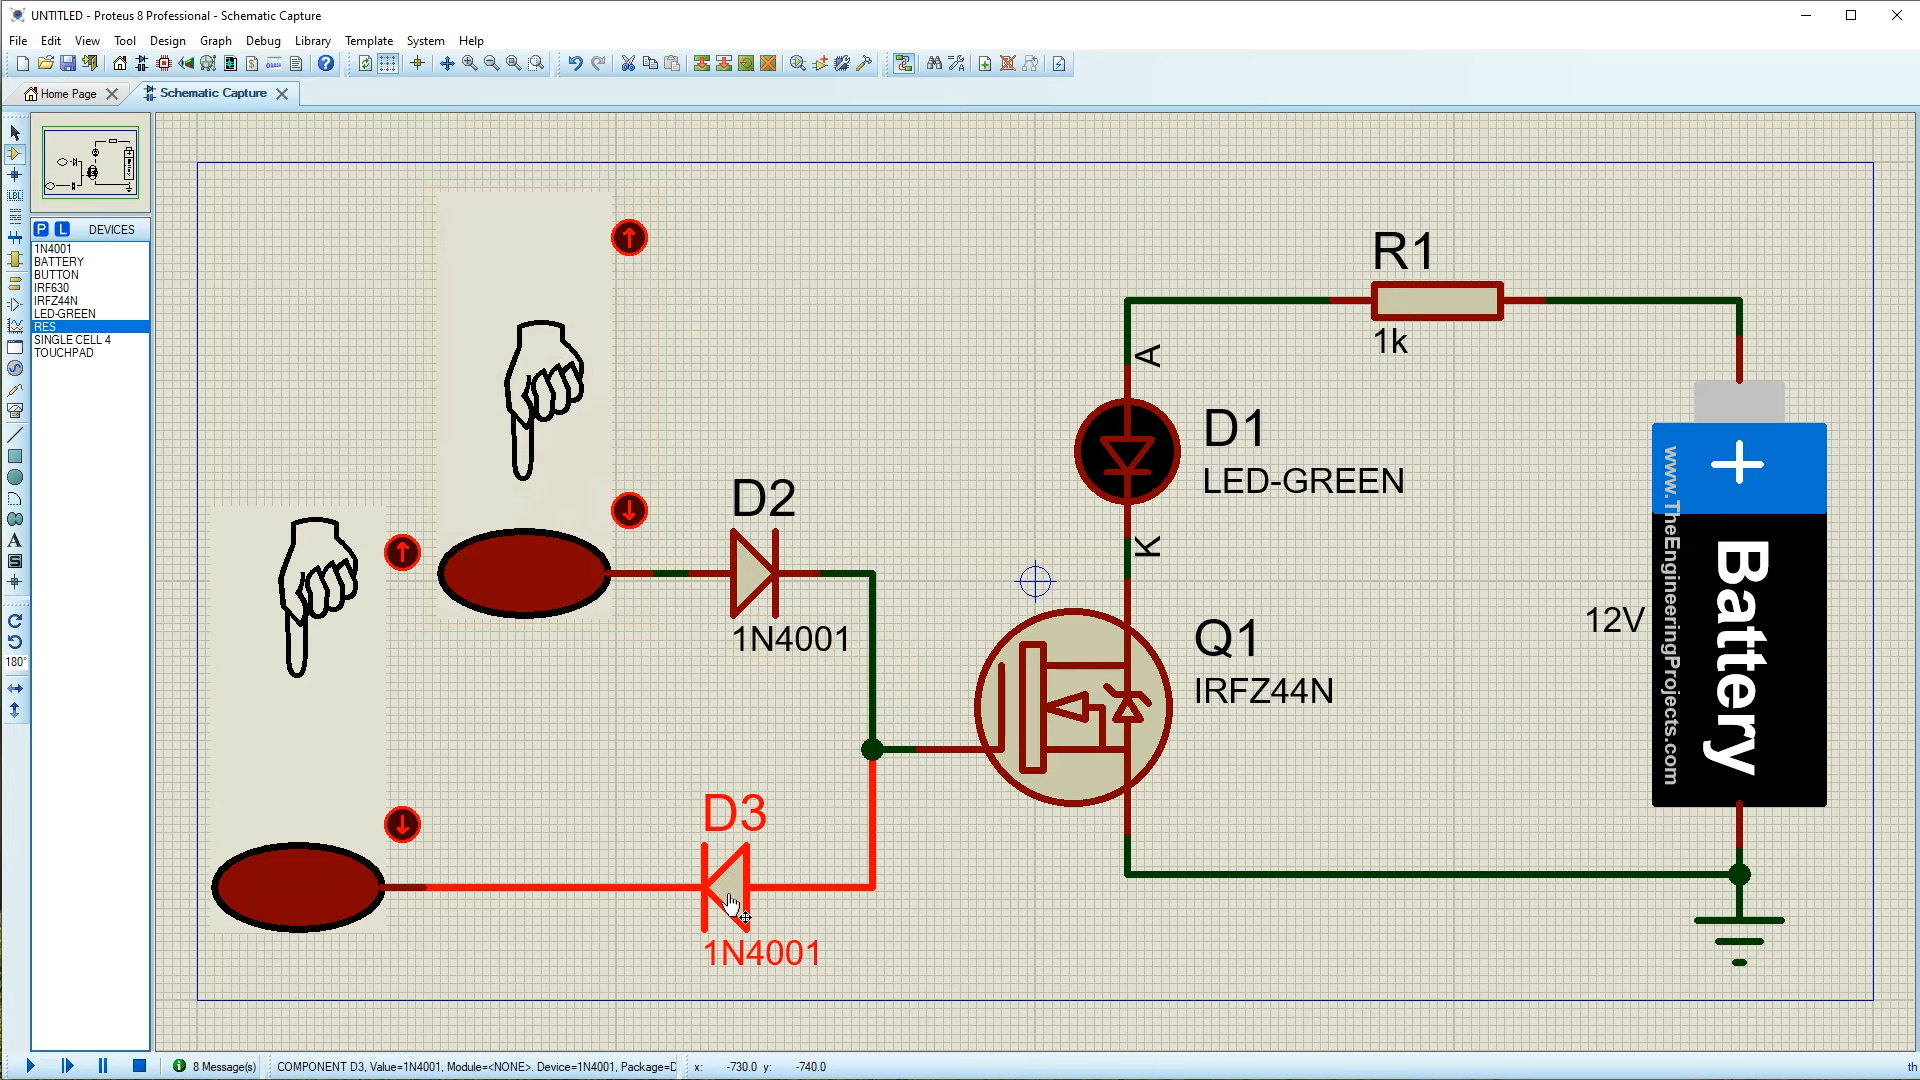 UNTITLED - Proteus 8 Professional - Schematic Capture
File Edit View Tool Design Graph Debug Library Template System Help
Home Page
Schematic Capture
P L DEVICES
1N4001
BATTERY
BUTTON
IRF630
IRFZ44N
LED-GREEN
RES
SINGLE CELL 4
TOUCHPAD
LBL
A
S
180°
R1
1k
A
D1
LED-GREEN
K
D2
1N4001
Q1
IRFZ44N
12V
+
Battery
www.TheEngineeringProjects.com
D3
1N4001
8 Message(s)
COMPONENT D3, Value=1N4001, Module=<NONE>. Device=1N4001, Package=D
x: -730.0 y: -740.0
th